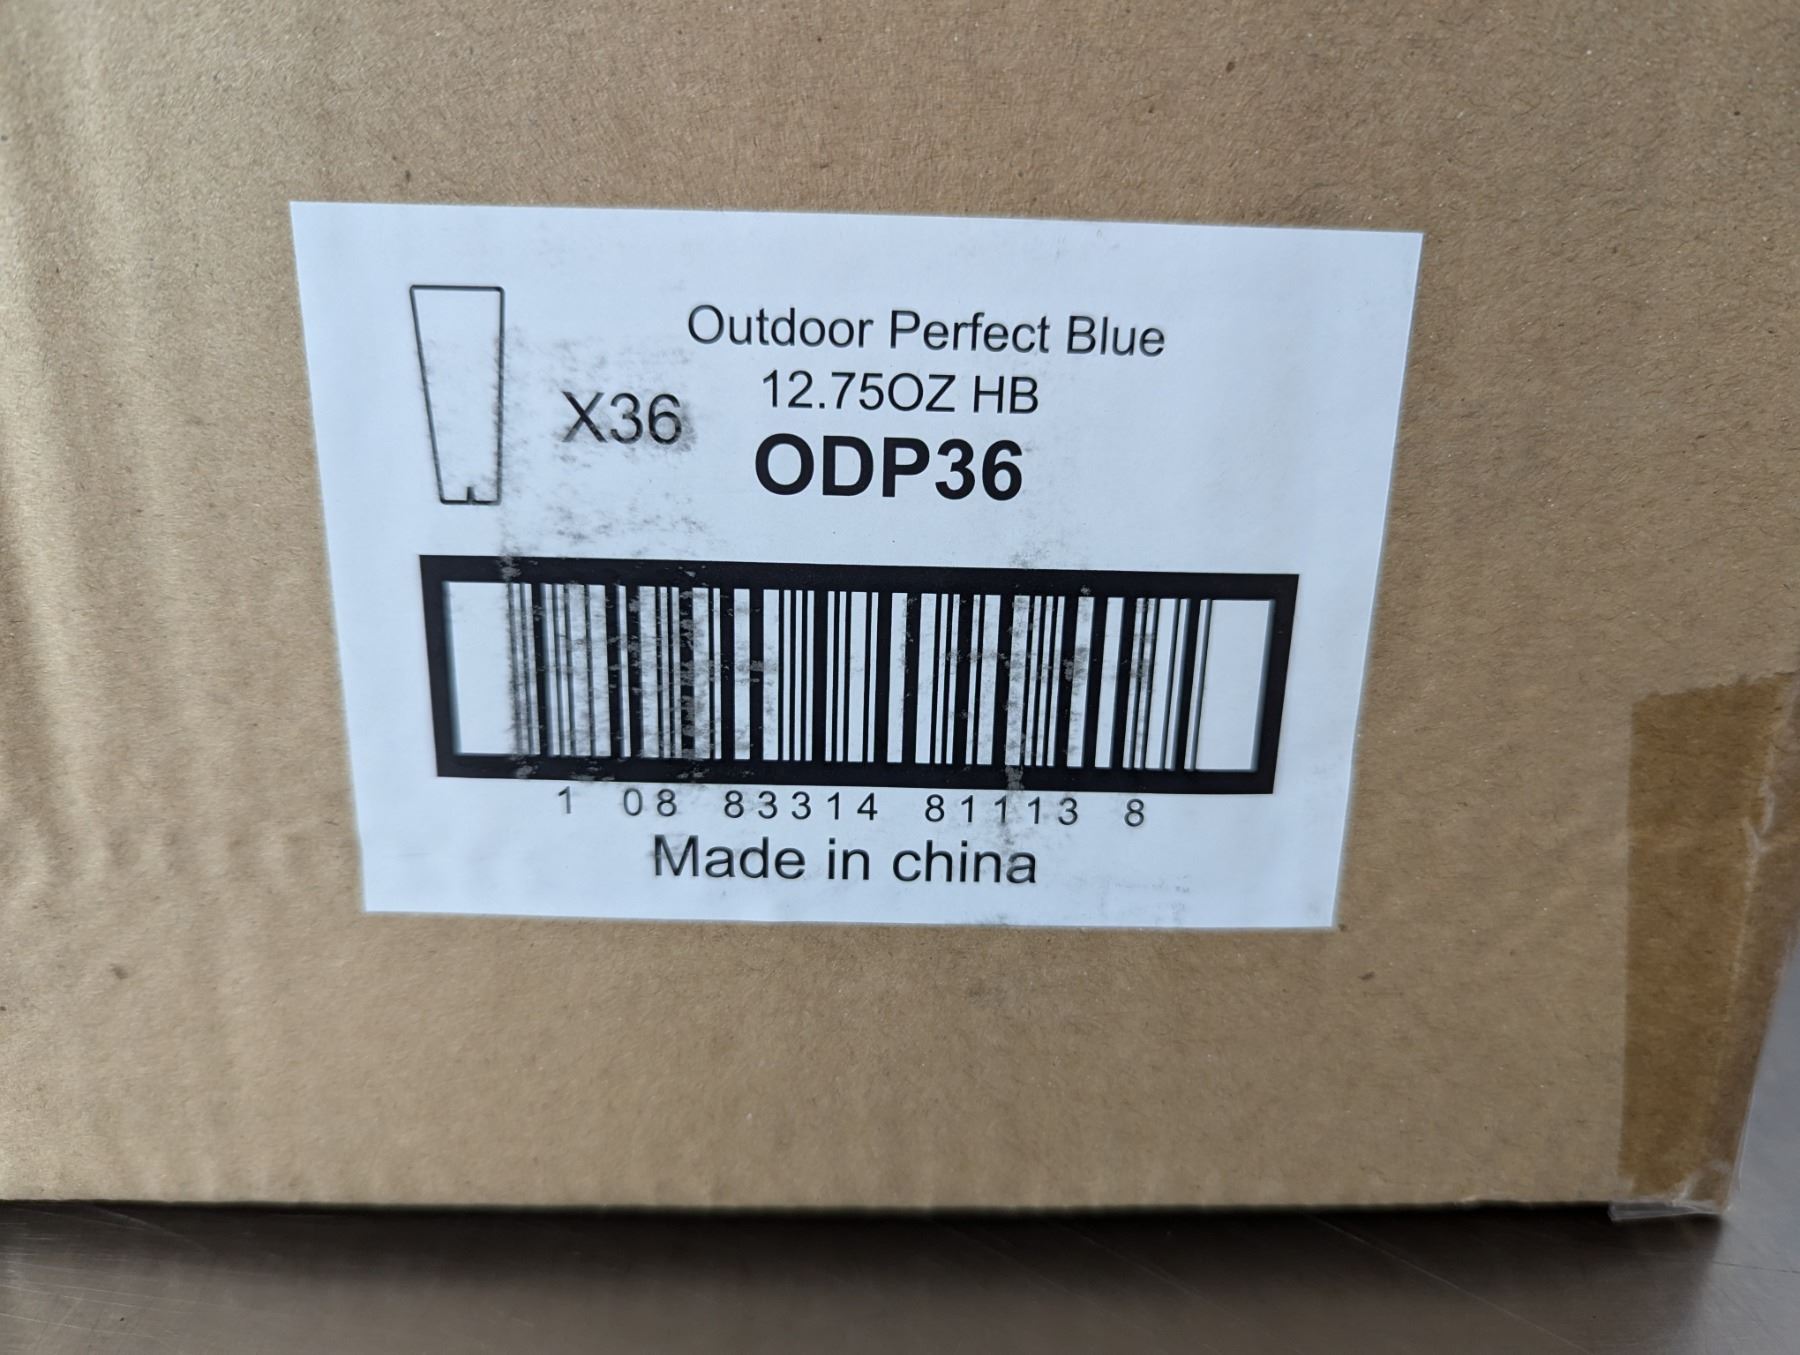 Outdoor Perfect Blue
12.75OZ HB
X36
ODP36
1 08 83314 81113 8
Made in china